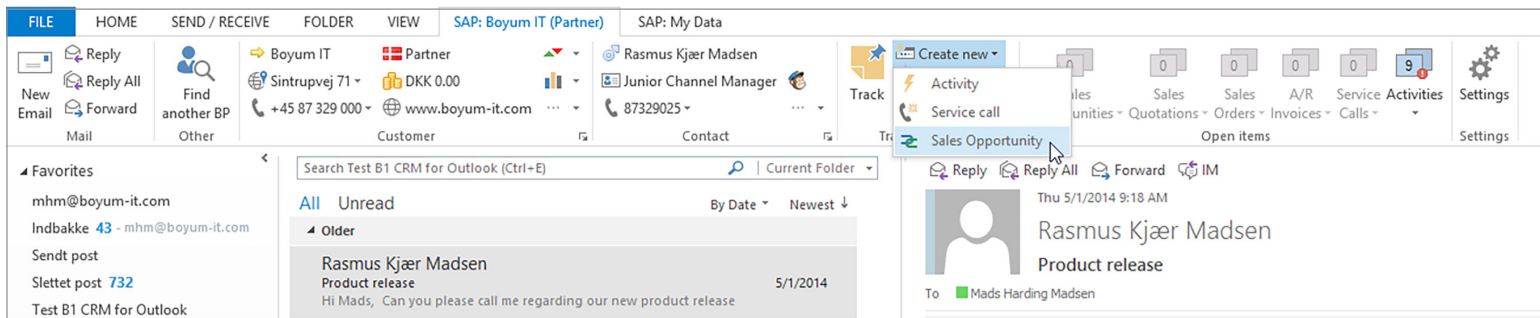 FILE HOME SEND / RECEIVE FOLDER VIEW SAP: Boyum IT (Partner) SAP: My Data
New Email
Reply
Reply All
Forward
Mail
Find another BP
Other
Boyum IT Partner
Sintrupvej 71 DKK 0.00
+45 87 329 000 www.boyum-it.com
Customer
Rasmus Kjær Madsen
Junior Channel Manager
87329025
Contact
Track
Create new
Activity
Service call
Sales Opportunity
0 0 0 0 0 9
Sales Quotations
Sales Orders
A/R Invoices
Service Calls
Activities
Open items
Settings
Settings
Favorites
mhm@boyum-it.com
Indbakke 43 - mhm@boyum-it.com
Sendt post
Slettet post 732
Test B1 CRM for Outlook
Search Test B1 CRM for Outlook (Ctrl+E) Current Folder
All Unread By Date Newest
Older
Rasmus Kjær Madsen
Product release 5/1/2014
Hi Mads, Can you please call me regarding our new product release
Reply Reply All Forward IM
Thu 5/1/2014 9:18 AM
Rasmus Kjær Madsen
Product release
To Mads Harding Madsen